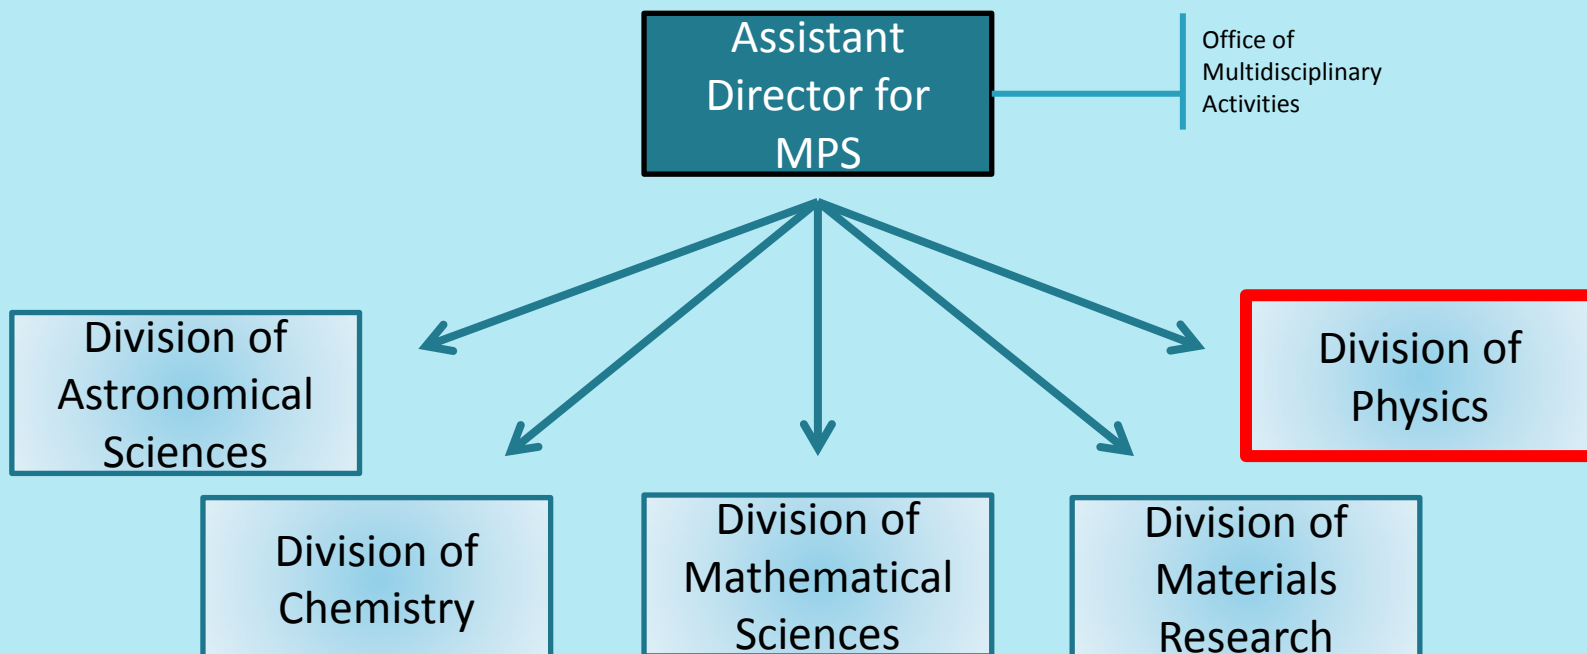 Assistant
Director for
MPS
Office of
Multidisciplinary
Activities
Division of
Astronomical
Sciences
Division of
Physics
Division of
Chemistry
Division of
Mathematical
Sciences
Division of
Materials
Research